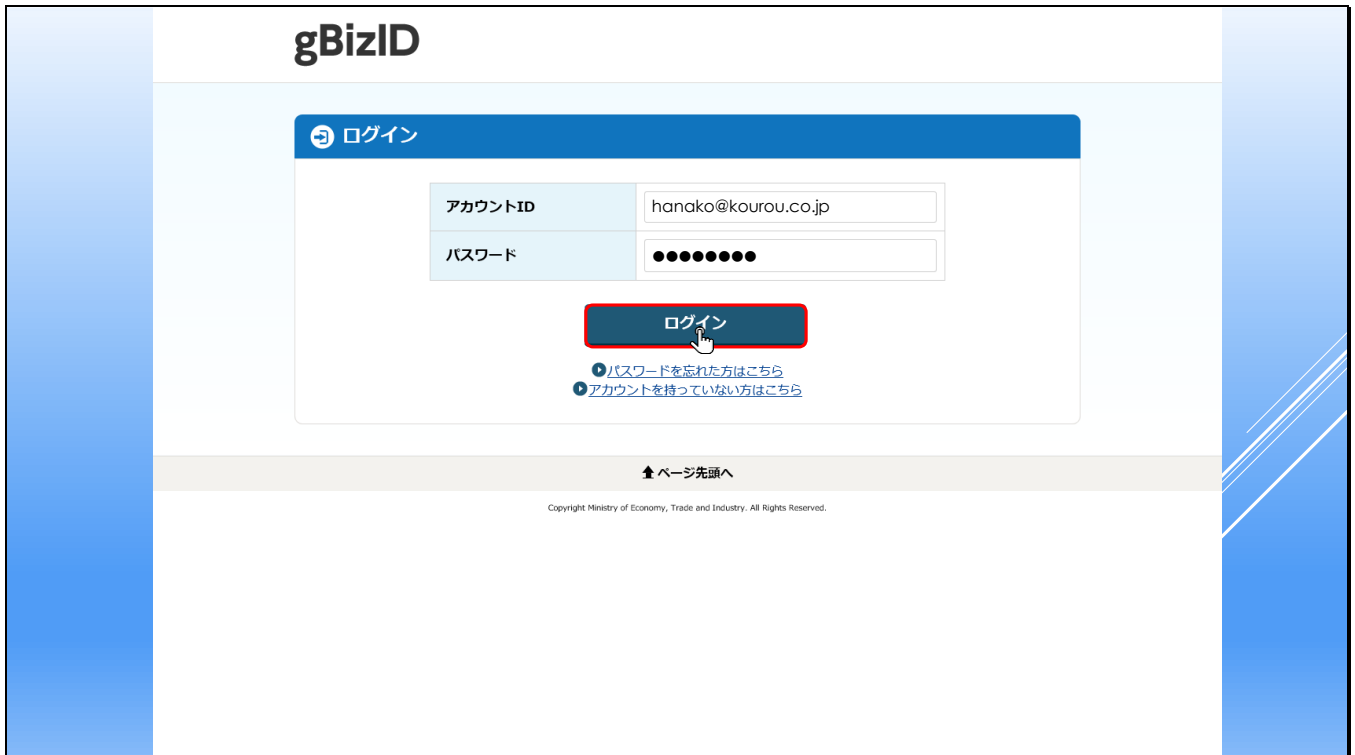 gBizID
ログイン
アカウントID
hanako@kourou.co.jp
パスワード
●●●●●●●●
ログイン
パスワードを忘れた方はこちら
アカウントを持っていない方はこちら
ページ先頭へ
Copyright Ministry of Economy, Trade and Industry. All Rights Reserved.